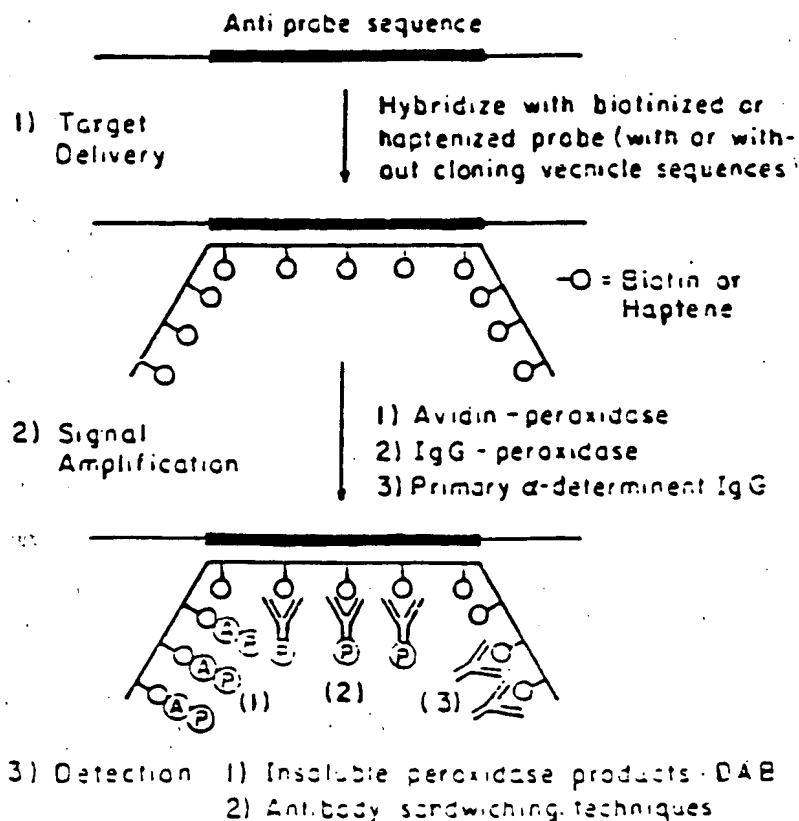 Anti probe sequence
1) Target
Delivery
Hybridize with biotinized or
haptenized probe (with or with-
out cloning vecnicle sequences
-O = Biotin or
Haptene
2) Signal
Amplification
1) Avidin - peroxidase
2) IgG - peroxidase
3) Primary α-determinent IgG
A P
A P
A P
P P P
(1) (2) (3)
3) Detection 1) Insoluble peroxidase products - DAB
2) Antibody sandwiching techniques